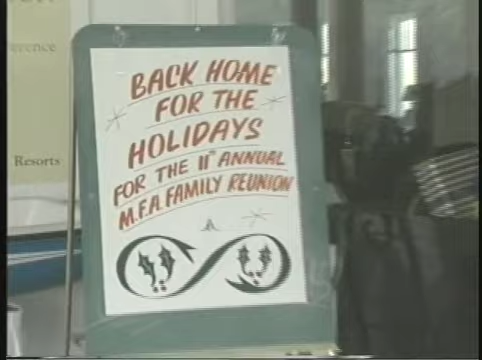 erence
Resorts
BACK HOME
FOR THE
HOLIDAYS
FOR THE 11th ANNUAL
M.F.A. FAMILY REUNION